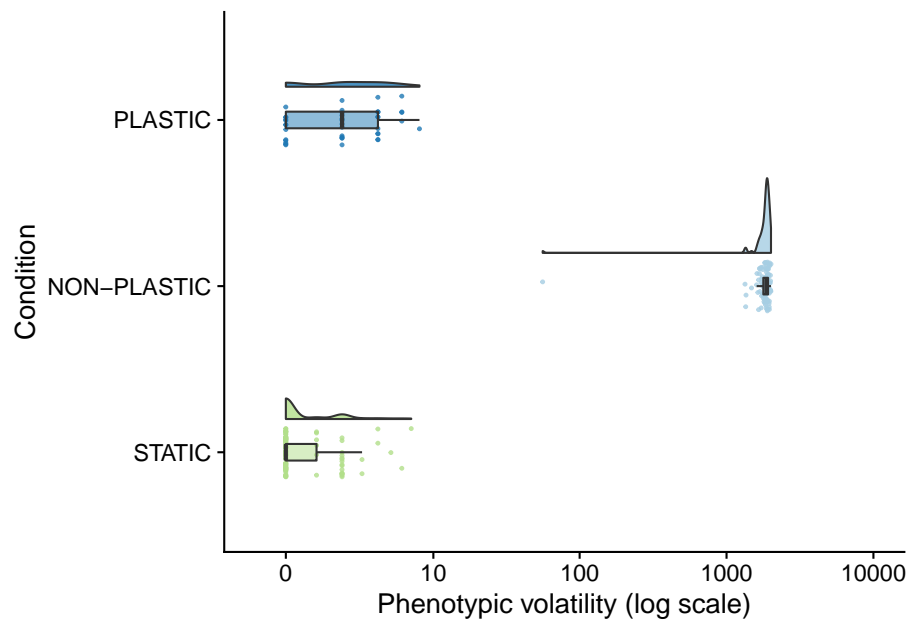 Condition
PLASTIC
NON−PLASTIC
STATIC
0 10 100 1000 10000
Phenotypic volatility (log scale)